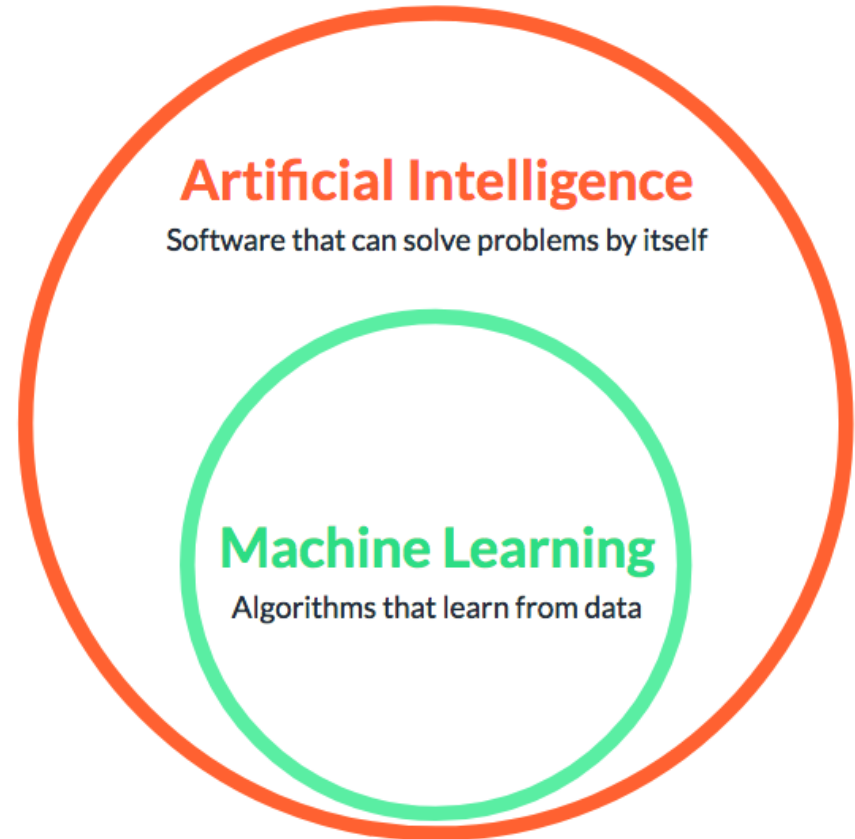 Artificial Intelligence
Software that can solve problems by itself
Machine Learning
Algorithms that learn from data